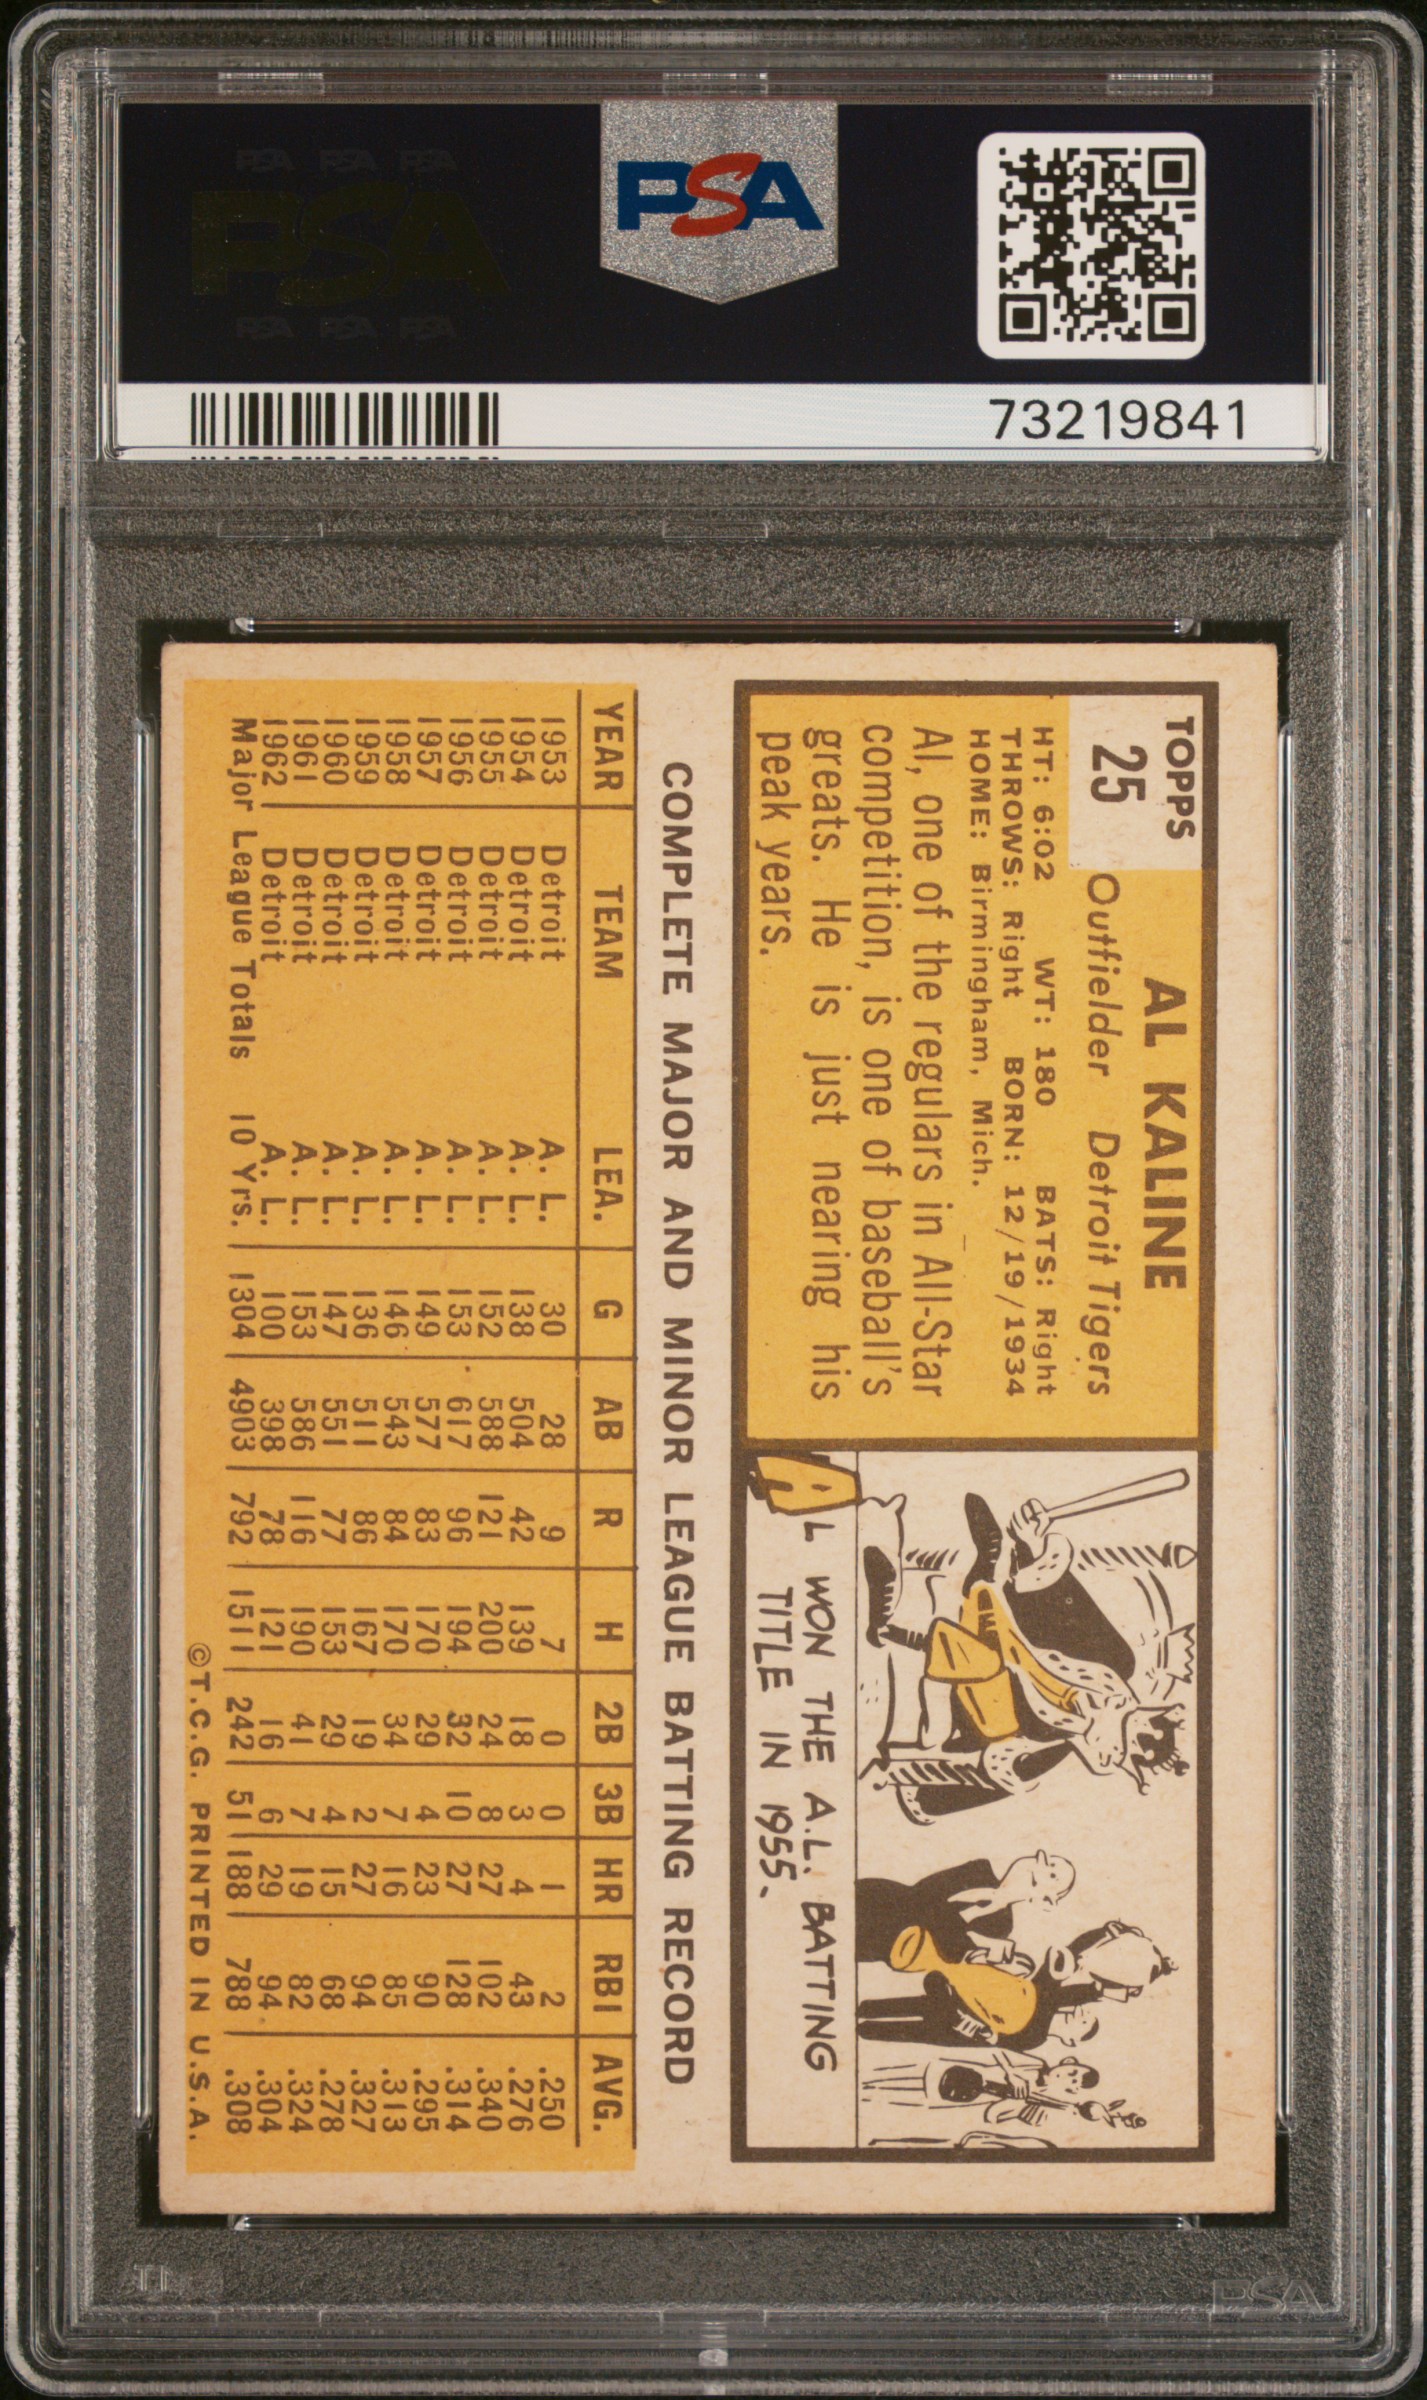 PSA PSA PSA
PSA
PSA PSA PSA
PSA
73219841
TOPPS
25
AL KALINE
Outfielder Detroit Tigers
HT: 6:02 WT: 180 BATS: Right
THROWS: Right BORN: 12/19/1934
HOME: Birmingham, Mich.
Al, one of the regulars in All-Star
competition, is one of baseball's
greats. He is just nearing his
peak years.
AL WON THE A.L. BATTING
TITLE IN 1955.
COMPLETE MAJOR AND MINOR LEAGUE BATTING RECORD
YEAR TEAM LEA. G AB R H 2B 3B HR RBI AVG.
1953 Detroit A. L. 30 28 9 7 0 0 1 2 .250
1954 Detroit A. L. 138 504 42 139 18 3 4 43 .276
1955 Detroit A. L. 152 588 121 200 24 8 27 102 .340
1956 Detroit A. L. 153 617 96 194 32 10 27 128 .314
1957 Detroit A. L. 149 577 83 170 29 4 23 90 .295
1958 Detroit A. L. 146 543 84 170 34 7 16 85 .313
1959 Detroit A. L. 136 511 86 167 19 2 27 94 .327
1960 Detroit A. L. 147 551 77 153 29 4 15 68 .278
1961 Detroit A. L. 153 586 116 190 41 7 19 82 .324
1962 Detroit A. L. 100 398 78 121 16 6 29 94 .304
Major League Totals 10 Yrs. 1304 4903 792 1511 242 51 188 788 .308
©T.C.G. PRINTED IN U.S.A.
PSA